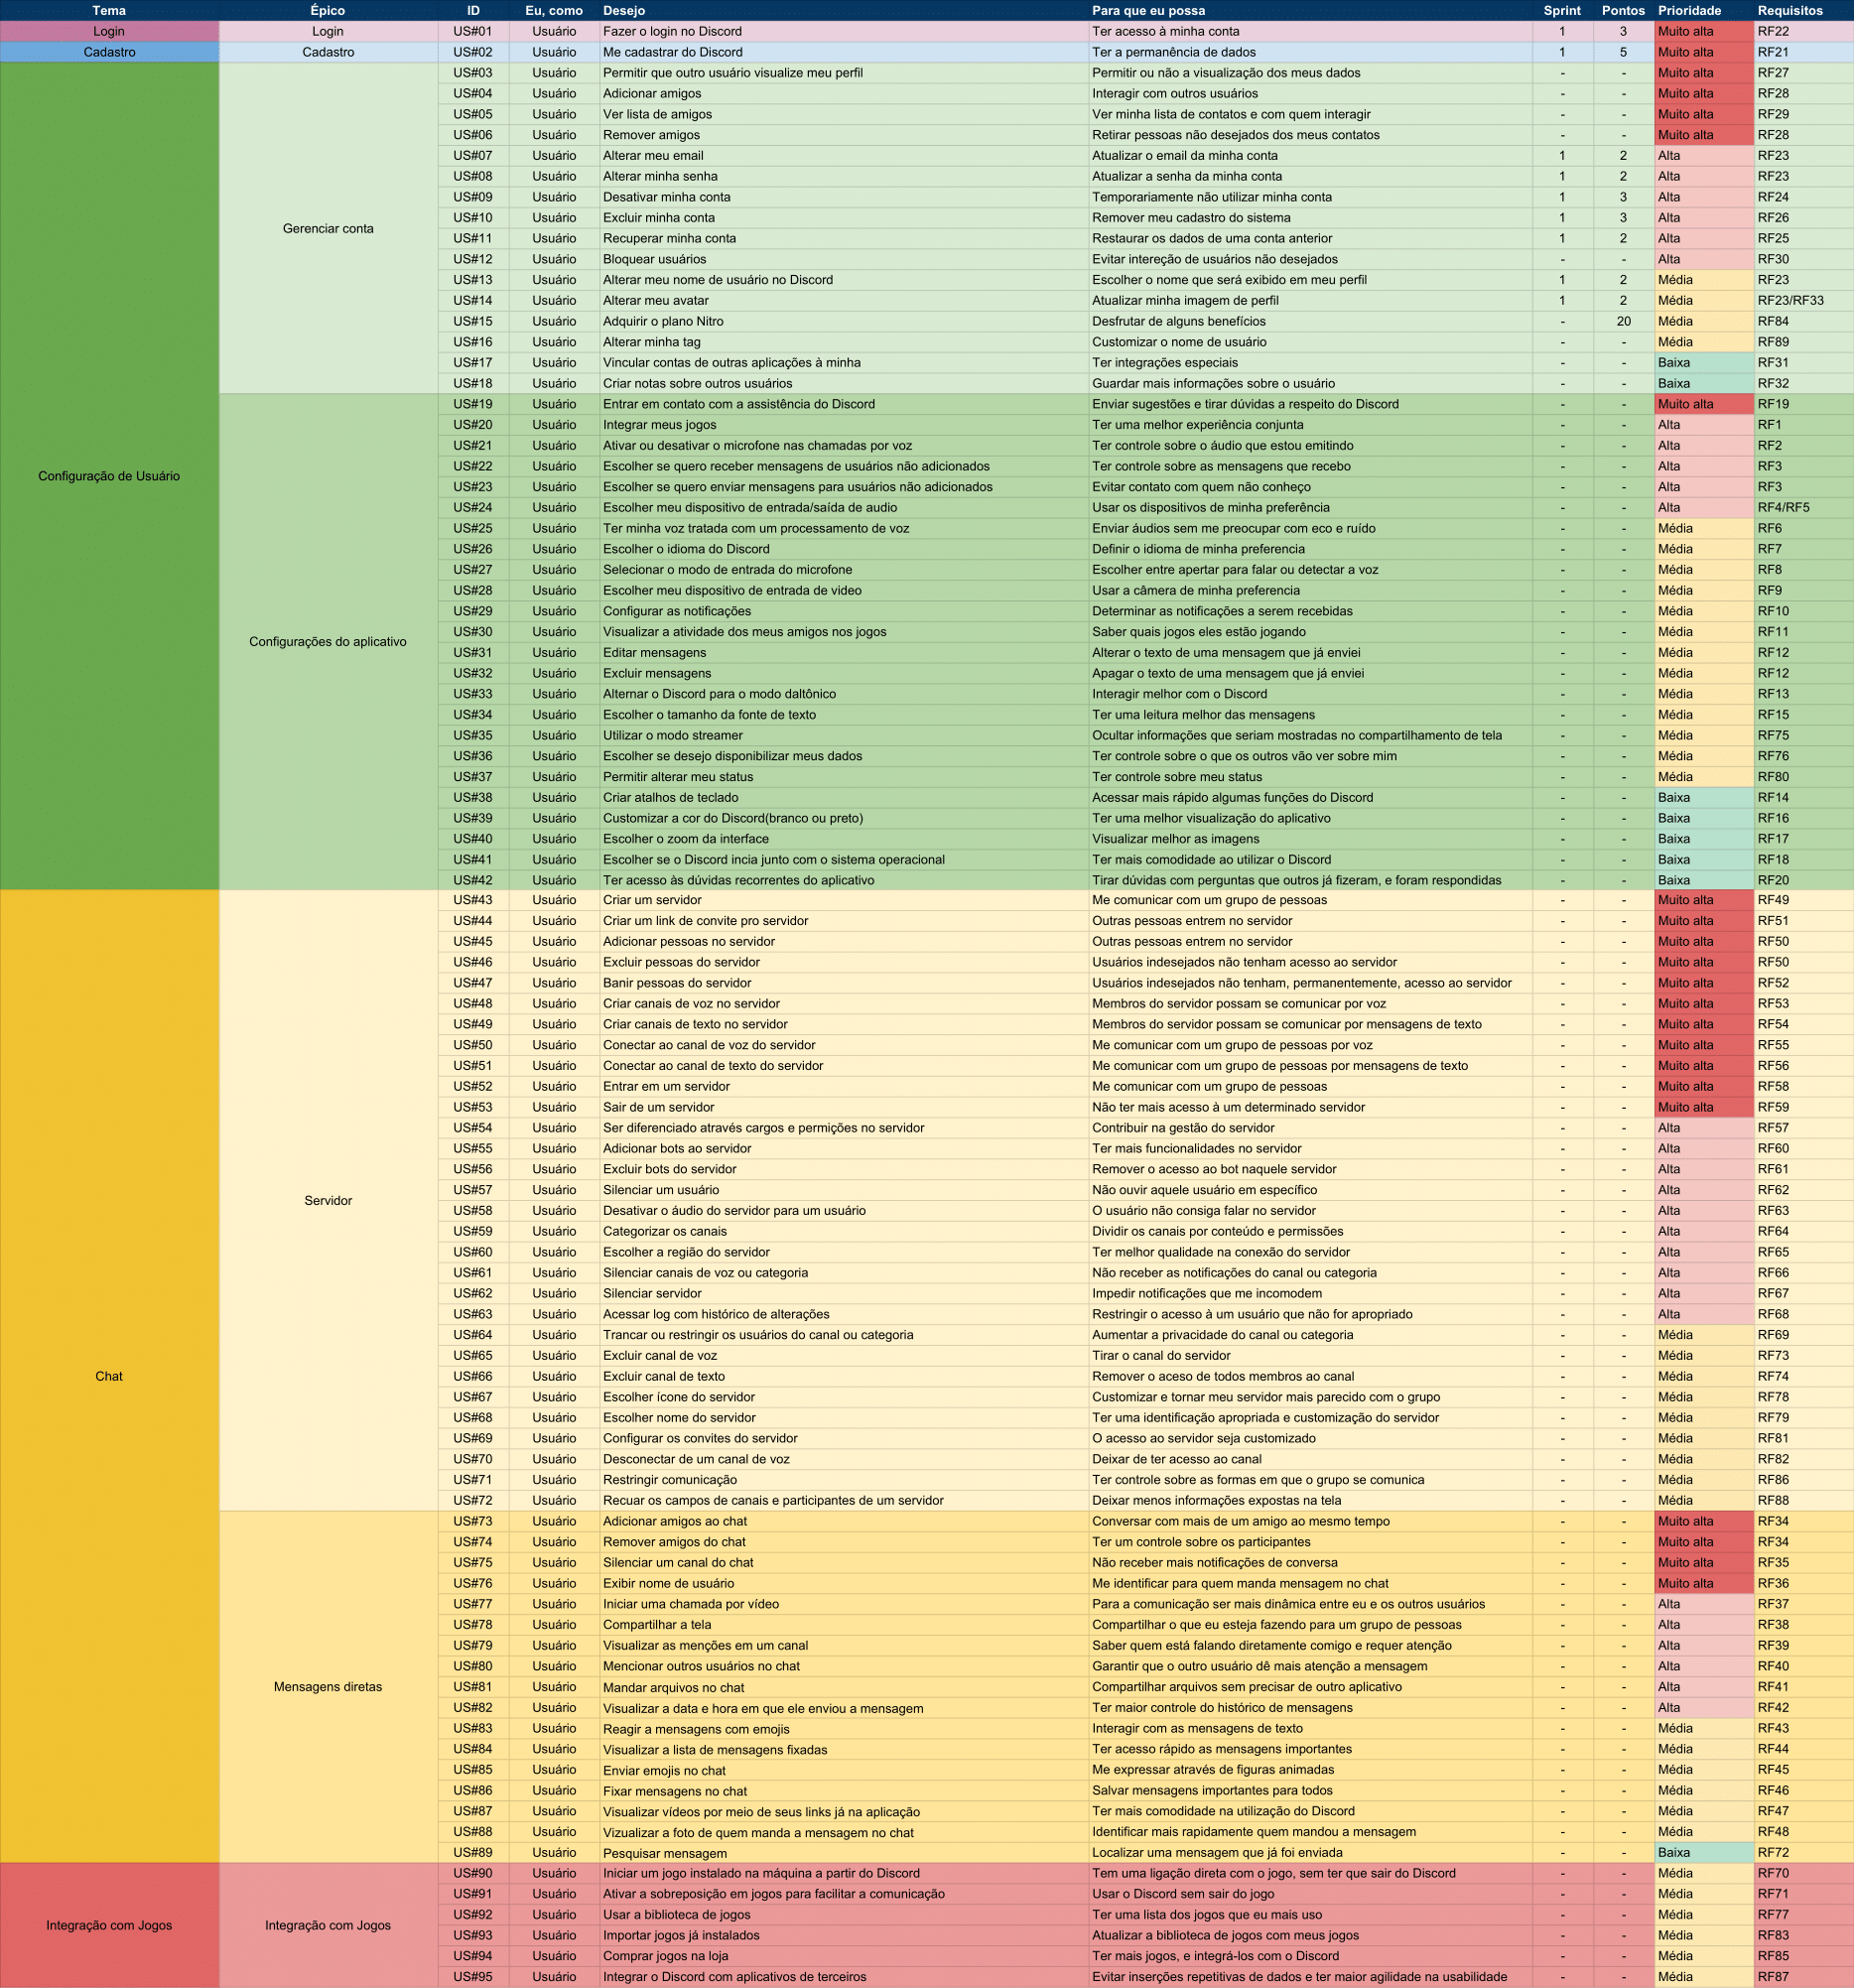 Tema Épico ID Eu, como Desejo Para que eu possa Sprint Pontos Prioridade Requisitos
Login Login US#01 Usuário Fazer o login no Discord Ter acesso à minha conta 1 3 Muito alta RF22
Cadastro Cadastro US#02 Usuário Me cadastrar do Discord Ter a permanência de dados 1 5 Muito alta RF21
Configuração de Usuário
Gerenciar conta
US#03 Usuário Permitir que outro usuário visualize meu perfil Permitir ou não a visualização dos meus dados - - Muito alta RF27
US#04 Usuário Adicionar amigos Interagir com outros usuários - - Muito alta RF28
US#05 Usuário Ver lista de amigos Ver minha lista de contatos e com quem interagir - - Muito alta RF29
US#06 Usuário Remover amigos Retirar pessoas não desejados dos meus contatos - - Muito alta RF28
US#07 Usuário Alterar meu email Atualizar o email da minha conta 1 2 Alta RF23
US#08 Usuário Alterar minha senha Atualizar a senha da minha conta 1 2 Alta RF23
US#09 Usuário Desativar minha conta Temporariamente não utilizar minha conta 1 3 Alta RF24
US#10 Usuário Excluir minha conta Remover meu cadastro do sistema 1 3 Alta RF26
US#11 Usuário Recuperar minha conta Restaurar os dados de uma conta anterior 1 2 Alta RF25
US#12 Usuário Bloquear usuários Evitar intereção de usuários não desejados - - Alta RF30
US#13 Usuário Alterar meu nome de usuário no Discord Escolher o nome que será exibido em meu perfil 1 2 Média RF23
US#14 Usuário Alterar meu avatar Atualizar minha imagem de perfil 1 2 Média RF23/RF33
US#15 Usuário Adquirir o plano Nitro Desfrutar de alguns benefícios - 20 Média RF84
US#16 Usuário Alterar minha tag Customizar o nome de usuário - - Média RF89
US#17 Usuário Vincular contas de outras aplicações à minha Ter integrações especiais - - Baixa RF31
US#18 Usuário Criar notas sobre outros usuários Guardar mais informações sobre o usuário - - Baixa RF32
Configurações do aplicativo
US#19 Usuário Entrar em contato com a assistência do Discord Enviar sugestões e tirar dúvidas a respeito do Discord - - Muito alta RF19
US#20 Usuário Integrar meus jogos Ter uma melhor experiência conjunta - - Alta RF1
US#21 Usuário Ativar ou desativar o microfone nas chamadas por voz Ter controle sobre o áudio que estou emitindo - - Alta RF2
US#22 Usuário Escolher se quero receber mensagens de usuários não adicionados Ter controle sobre as mensagens que recebo - - Alta RF3
US#23 Usuário Escolher se quero enviar mensagens para usuários não adicionados Evitar contato com quem não conheço - - Alta RF3
US#24 Usuário Escolher meu dispositivo de entrada/saída de audio Usar os dispositivos de minha preferência - - Alta RF4/RF5
US#25 Usuário Ter minha voz tratada com um processamento de voz Enviar áudios sem me preocupar com eco e ruído - - Média RF6
US#26 Usuário Escolher o idioma do Discord Definir o idioma de minha preferencia - - Média RF7
US#27 Usuário Selecionar o modo de entrada do microfone Escolher entre apertar para falar ou detectar a voz - - Média RF8
US#28 Usuário Escolher meu dispositivo de entrada de video Usar a câmera de minha preferencia - - Média RF9
US#29 Usuário Configurar as notificações Determinar as notificações a serem recebidas - - Média RF10
US#30 Usuário Visualizar a atividade dos meus amigos nos jogos Saber quais jogos eles estão jogando - - Média RF11
US#31 Usuário Editar mensagens Alterar o texto de uma mensagem que já enviei - - Média RF12
US#32 Usuário Excluir mensagens Apagar o texto de uma mensagem que já enviei - - Média RF12
US#33 Usuário Alternar o Discord para o modo daltônico Interagir melhor com o Discord - - Média RF13
US#34 Usuário Escolher o tamanho da fonte de texto Ter uma leitura melhor das mensagens - - Média RF15
US#35 Usuário Utilizar o modo streamer Ocultar informações que seriam mostradas no compartilhamento de tela - - Média RF75
US#36 Usuário Escolher se desejo disponibilizar meus dados Ter controle sobre o que os outros vão ver sobre mim - - Média RF76
US#37 Usuário Permitir alterar meu status Ter controle sobre meu status - - Média RF80
US#38 Usuário Criar atalhos de teclado Acessar mais rápido algumas funções do Discord - - Baixa RF14
US#39 Usuário Customizar a cor do Discord(branco ou preto) Ter uma melhor visualização do aplicativo - - Baixa RF16
US#40 Usuário Escolher o zoom da interface Visualizar melhor as imagens - - Baixa RF17
US#41 Usuário Escolher se o Discord incia junto com o sistema operacional Ter mais comodidade ao utilizar o Discord - - Baixa RF18
US#42 Usuário Ter acesso às dúvidas recorrentes do aplicativo Tirar dúvidas com perguntas que outros já fizeram, e foram respondidas - - Baixa RF20
Chat
Servidor
US#43 Usuário Criar um servidor Me comunicar com um grupo de pessoas - - Muito alta RF49
US#44 Usuário Criar um link de convite pro servidor Outras pessoas entrem no servidor - - Muito alta RF51
US#45 Usuário Adicionar pessoas no servidor Outras pessoas entrem no servidor - - Muito alta RF50
US#46 Usuário Excluir pessoas do servidor Usuários indesejados não tenham acesso ao servidor - - Muito alta RF50
US#47 Usuário Banir pessoas do servidor Usuários indesejados não tenham, permanentemente, acesso ao servidor - - Muito alta RF52
US#48 Usuário Criar canais de voz no servidor Membros do servidor possam se comunicar por voz - - Muito alta RF53
US#49 Usuário Criar canais de texto no servidor Membros do servidor possam se comunicar por mensagens de texto - - Muito alta RF54
US#50 Usuário Conectar ao canal de voz do servidor Me comunicar com um grupo de pessoas por voz - - Muito alta RF55
US#51 Usuário Conectar ao canal de texto do servidor Me comunicar com um grupo de pessoas por mensagens de texto - - Muito alta RF56
US#52 Usuário Entrar em um servidor Me comunicar com um grupo de pessoas - - Muito alta RF58
US#53 Usuário Sair de um servidor Não ter mais acesso à um determinado servidor - - Muito alta RF59
US#54 Usuário Ser diferenciado através cargos e permições no servidor Contribuir na gestão do servidor - - Alta RF57
US#55 Usuário Adicionar bots ao servidor Ter mais funcionalidades no servidor - - Alta RF60
US#56 Usuário Excluir bots do servidor Remover o acesso ao bot naquele servidor - - Alta RF61
US#57 Usuário Silenciar um usuário Não ouvir aquele usuário em específico - - Alta RF62
US#58 Usuário Desativar o áudio do servidor para um usuário O usuário não consiga falar no servidor - - Alta RF63
US#59 Usuário Categorizar os canais Dividir os canais por conteúdo e permissões - - Alta RF64
US#60 Usuário Escolher a região do servidor Ter melhor qualidade na conexão do servidor - - Alta RF65
US#61 Usuário Silenciar canais de voz ou categoria Não receber as notificações do canal ou categoria - - Alta RF66
US#62 Usuário Silenciar servidor Impedir notificações que me incomodem - - Alta RF67
US#63 Usuário Acessar log com histórico de alterações Restringir o acesso à um usuário que não for apropriado - - Alta RF68
US#64 Usuário Trancar ou restringir os usuários do canal ou categoria Aumentar a privacidade do canal ou categoria - - Média RF69
US#65 Usuário Excluir canal de voz Tirar o canal do servidor - - Média RF73
US#66 Usuário Excluir canal de texto Remover o aceso de todos membros ao canal - - Média RF74
US#67 Usuário Escolher ícone do servidor Customizar e tornar meu servidor mais parecido com o grupo - - Média RF78
US#68 Usuário Escolher nome do servidor Ter uma identificação apropriada e customização do servidor - - Média RF79
US#69 Usuário Configurar os convites do servidor O acesso ao servidor seja customizado - - Média RF81
US#70 Usuário Desconectar de um canal de voz Deixar de ter acesso ao canal - - Média RF82
US#71 Usuário Restringir comunicação Ter controle sobre as formas em que o grupo se comunica - - Média RF86
US#72 Usuário Recuar os campos de canais e participantes de um servidor Deixar menos informações expostas na tela - - Média RF88
Mensagens diretas
US#73 Usuário Adicionar amigos ao chat Conversar com mais de um amigo ao mesmo tempo - - Muito alta RF34
US#74 Usuário Remover amigos do chat Ter um controle sobre os participantes - - Muito alta RF34
US#75 Usuário Silenciar um canal do chat Não receber mais notificações de conversa - - Muito alta RF35
US#76 Usuário Exibir nome de usuário Me identificar para quem manda mensagem no chat - - Muito alta RF36
US#77 Usuário Iniciar uma chamada por vídeo Para a comunicação ser mais dinâmica entre eu e os outros usuários - - Alta RF37
US#78 Usuário Compartilhar a tela Compartilhar o que eu esteja fazendo para um grupo de pessoas - - Alta RF38
US#79 Usuário Visualizar as menções em um canal Saber quem está falando diretamente comigo e requer atenção - - Alta RF39
US#80 Usuário Mencionar outros usuários no chat Garantir que o outro usuário dê mais atenção a mensagem - - Alta RF40
US#81 Usuário Mandar arquivos no chat Compartilhar arquivos sem precisar de outro aplicativo - - Alta RF41
US#82 Usuário Visualizar a data e hora em que ele enviou a mensagem Ter maior controle do histórico de mensagens - - Alta RF42
US#83 Usuário Reagir a mensagens com emojis Interagir com as mensagens de texto - - Média RF43
US#84 Usuário Visualizar a lista de mensagens fixadas Ter acesso rápido as mensagens importantes - - Média RF44
US#85 Usuário Enviar emojis no chat Me expressar através de figuras animadas - - Média RF45
US#86 Usuário Fixar mensagens no chat Salvar mensagens importantes para todos - - Média RF46
US#87 Usuário Visualizar vídeos por meio de seus links já na aplicação Ter mais comodidade na utilização do Discord - - Média RF47
US#88 Usuário Vizualizar a foto de quem manda a mensagem no chat Identificar mais rapidamente quem mandou a mensagem - - Média RF48
US#89 Usuário Pesquisar mensagem Localizar uma mensagem que já foi enviada - - Baixa RF72
Integração com Jogos
Integração com Jogos
US#90 Usuário Iniciar um jogo instalado na máquina a partir do Discord Tem uma ligação direta com o jogo, sem ter que sair do Discord - - Média RF70
US#91 Usuário Ativar a sobreposição em jogos para facilitar a comunicação Usar o Discord sem sair do jogo - - Média RF71
US#92 Usuário Usar a biblioteca de jogos Ter uma lista dos jogos que eu mais uso - - Média RF77
US#93 Usuário Importar jogos já instalados Atualizar a biblioteca de jogos com meus jogos - - Média RF83
US#94 Usuário Comprar jogos na loja Ter mais jogos, e integrá-los com o Discord - - Média RF85
US#95 Usuário Integrar o Discord com aplicativos de terceiros Evitar inserções repetitivas de dados e ter maior agilidade na usabilidade - - Média RF87